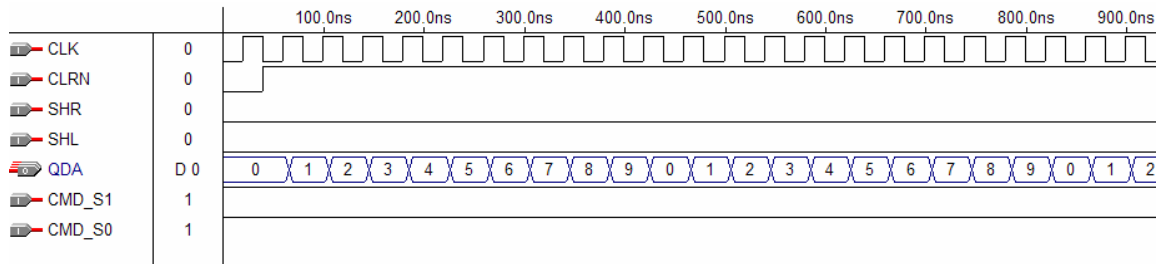 100.0ns 200.0ns 300.0ns 400.0ns 500.0ns 600.0ns 700.0ns 800.0ns 900.0ns
CLK 0
CLRN 0
SHR 0
SHL 0
QDA D 0 0 1 2 3 4 5 6 7 8 9 0 1 2 3 4 5 6 7 8 9 0 1 2
CMD_S1 1
CMD_S0 1